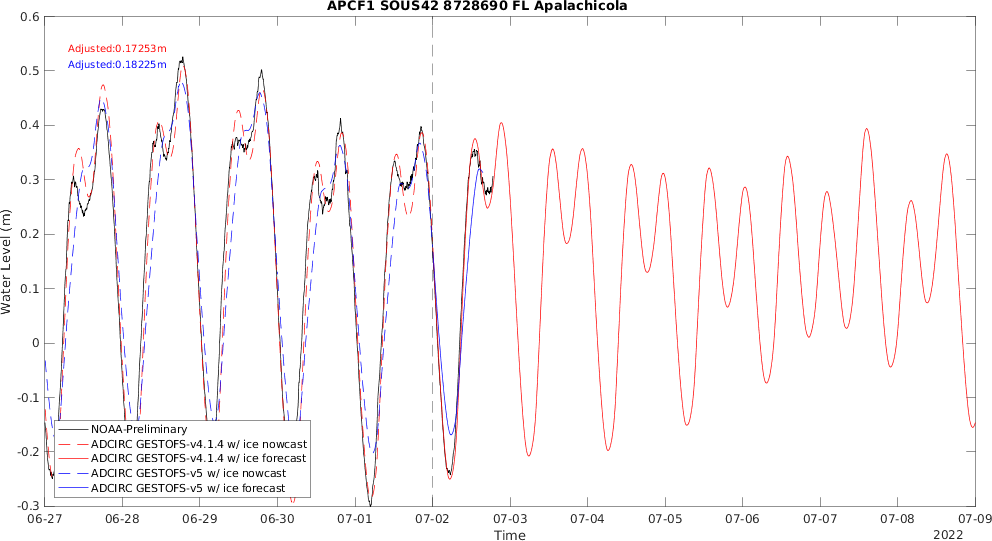 APCF1 SOUS42 8728690 FL Apalachicola
0.6
0.5
0.4
0.3
0.2
0.1
0
-0.1
-0.2
-0.3
Water Level (m)
Adjusted:0.17253m
Adjusted:0.18225m
NOAA-Preliminary
ADCIRC GESTOFS-v4.1.4 w/ ice nowcast
ADCIRC GESTOFS-v4.1.4 w/ ice forecast
ADCIRC GESTOFS-v5 w/ ice nowcast
ADCIRC GESTOFS-v5 w/ ice forecast
06-27 06-28 06-29 06-30 07-01 07-02 07-03 07-04 07-05 07-06 07-07 07-08 07-09
Time
2022